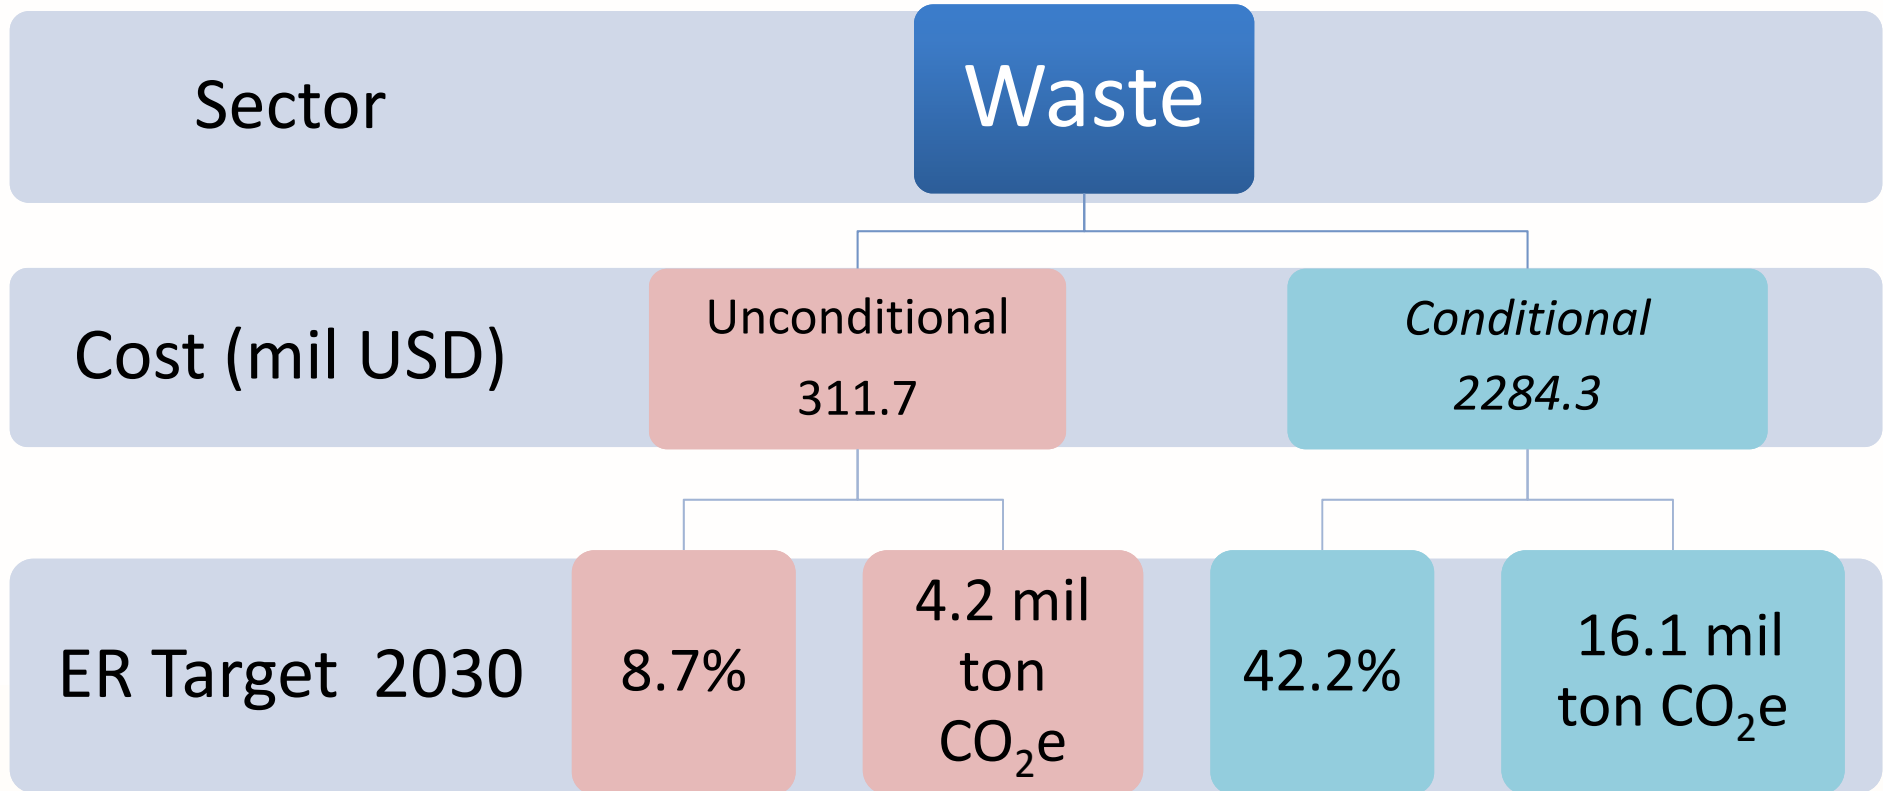 Sector
Waste
Cost (mil USD)
Unconditional
311.7
Conditional
2284.3
ER Target  2030
8.7%
4.2 mil
ton
CO₂e
42.2%
16.1 mil
ton CO₂e